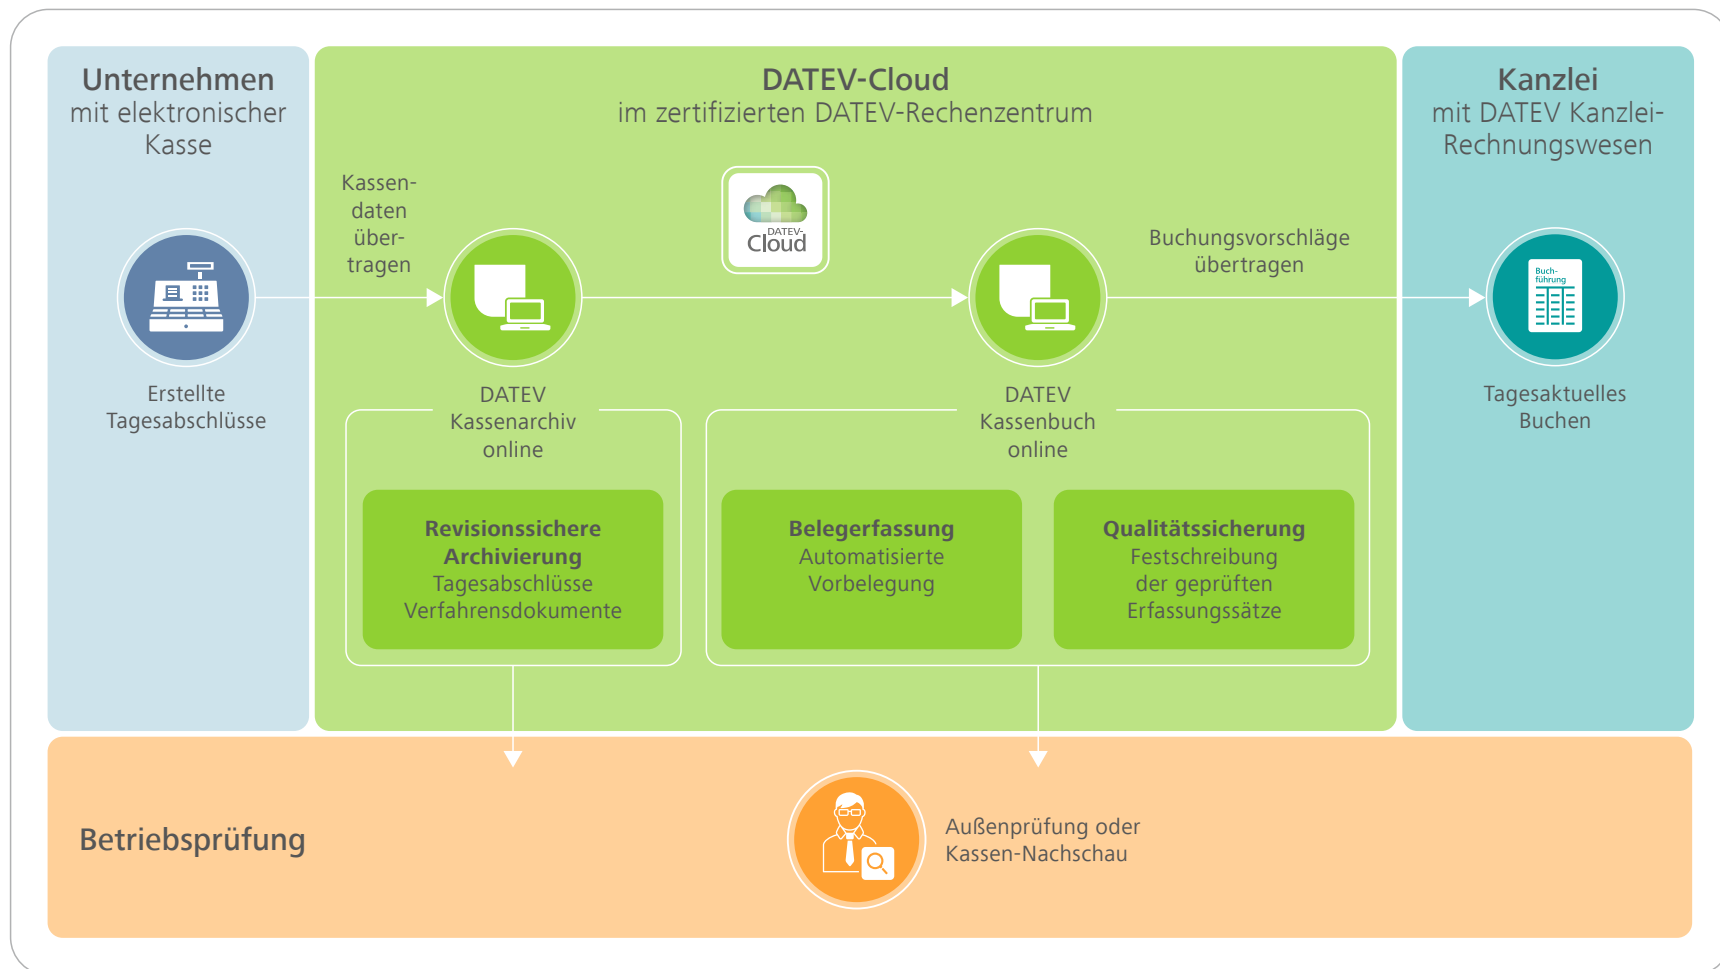 Unternehmen
mit elektronischer
Kasse
Erstellte
Tagesabschlüsse
DATEV-Cloud
im zertifizierten DATEV-Rechenzentrum
Kassen-
daten
über-
tragen
DATEV-
Cloud
Buchungsvorschläge
übertragen
DATEV
Kassenarchiv
online
Revisionssichere
Archivierung
Tagesabschlüsse
Verfahrensdokumente
DATEV
Kassenbuch
online
Belegerfassung
Automatisierte
Vorbelegung
Qualitätssicherung
Festschreibung
der geprüften
Erfassungssätze
Kanzlei
mit DATEV Kanzlei-
Rechnungswesen
Buch-
führung
Tagesaktuelles
Buchen
Betriebsprüfung
Außenprüfung oder
Kassen-Nachschau